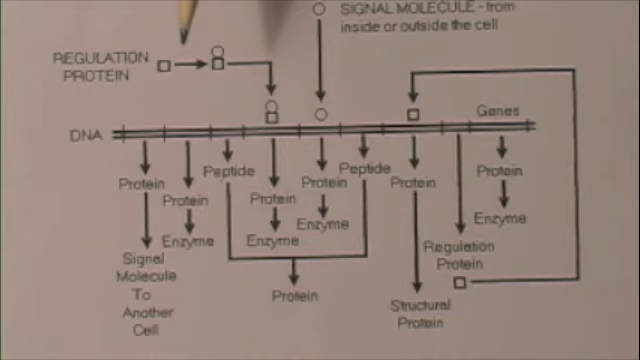 SIGNAL MOLECULE - from
inside or outside the cell
REGULATION
PROTEIN
Genes
DNA
Protein
Protein
Peptide
Protein
Protein
Peptide
Protein
Protein
Enzyme
Enzyme
Enzyme
Enzyme
Signal
Molecule
To
Another
Cell
Regulation
Protein
Protein
Structural
Protein